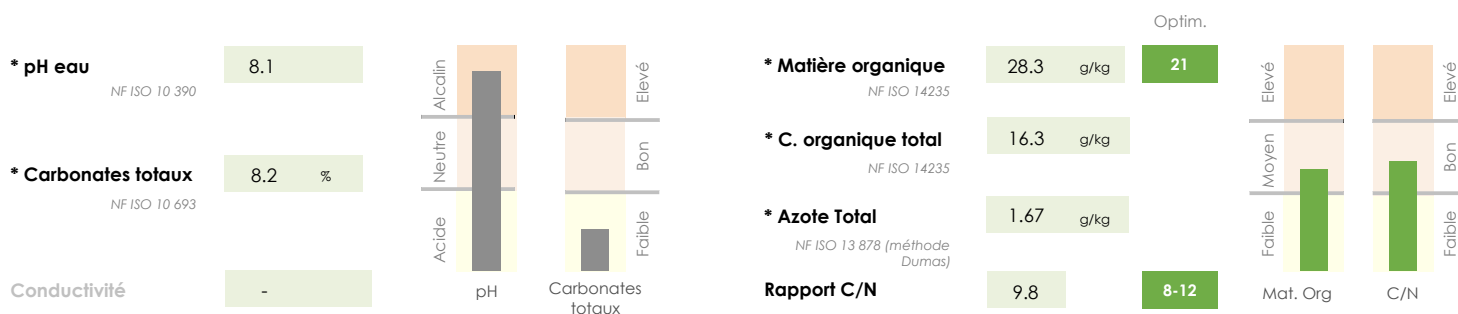 * pH eau
8.1
NF ISO 10 390
* Carbonates totaux
8.2 %
NF ISO 10 693
Conductivité
-
Alcalin
Neutre
Acide
Elevé
Bon
Faible
pH
Carbonates
totaux
Optim.
* Matière organique
28.3 g/kg
21
NF ISO 14235
* C. organique total
16.3 g/kg
NF ISO 14235
* Azote Total
1.67 g/kg
NF ISO 13 878 (méthode
Dumas)
Rapport C/N
9.8
8-12
Elevé
Moyen
Faible
Elevé
Bon
Faible
Mat. Org
C/N